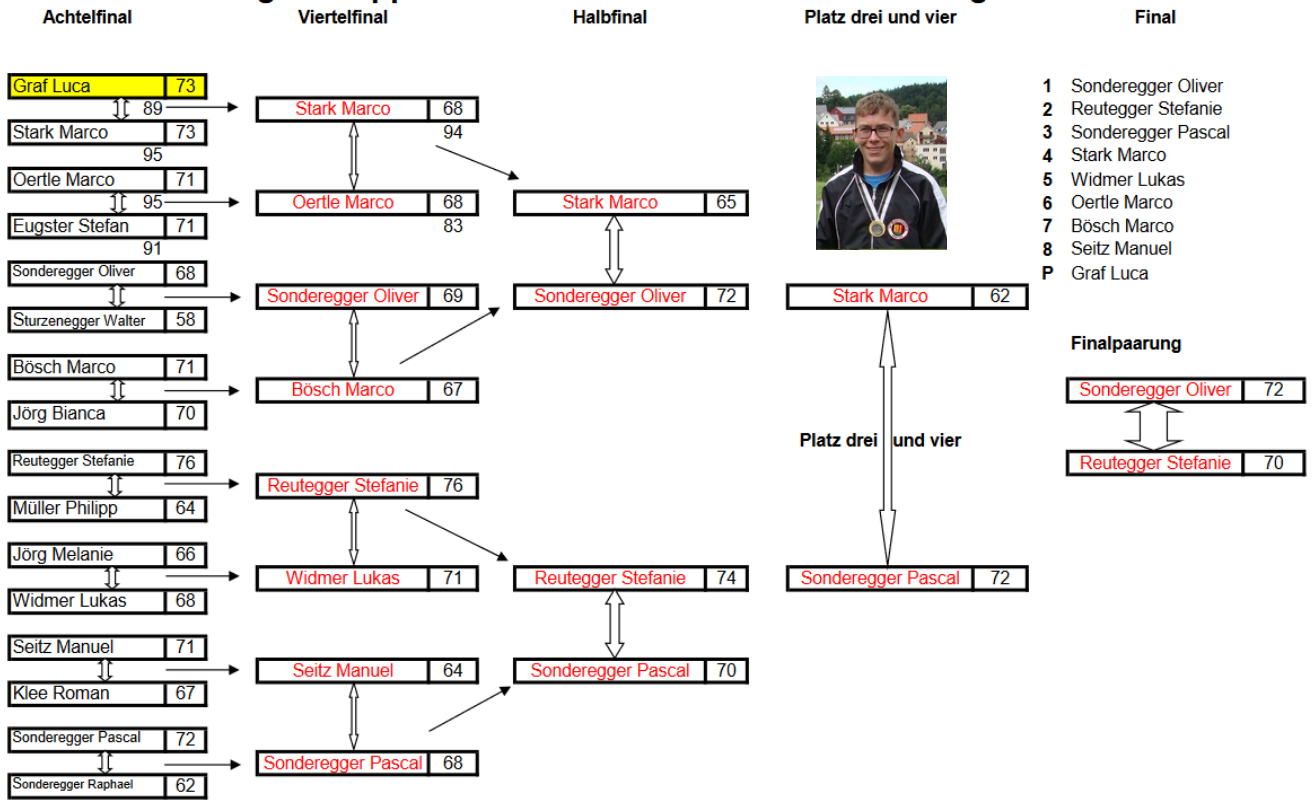 Achtelfinal Viertelfinal Halbfinal Platz drei und vier Final
Graf Luca 73
89
Stark Marco 73
95
Oertle Marco 71
95
Eugster Stefan 71
91
Sonderegger Oliver 68
Sturzenegger Walter 58
Bösch Marco 71
Jörg Bianca 70
Reutegger Stefanie 76
Müller Philipp 64
Jörg Melanie 66
Widmer Lukas 68
Seitz Manuel 71
Klee Roman 67
Sonderegger Pascal 72
Sonderegger Raphael 62
Stark Marco 68
94
Oertle Marco 68
83
Sonderegger Oliver 69
Bösch Marco 67
Reutegger Stefanie 76
Widmer Lukas 71
Seitz Manuel 64
Sonderegger Pascal 68
Stark Marco 65
Sonderegger Oliver 72
Reutegger Stefanie 74
Sonderegger Pascal 70
Stark Marco 62
Platz drei und vier
Sonderegger Pascal 72
1 Sonderegger Oliver
2 Reutegger Stefanie
3 Sonderegger Pascal
4 Stark Marco
5 Widmer Lukas
6 Oertle Marco
7 Bösch Marco
8 Seitz Manuel
P Graf Luca
Finalpaarung
Sonderegger Oliver 72
Reutegger Stefanie 70